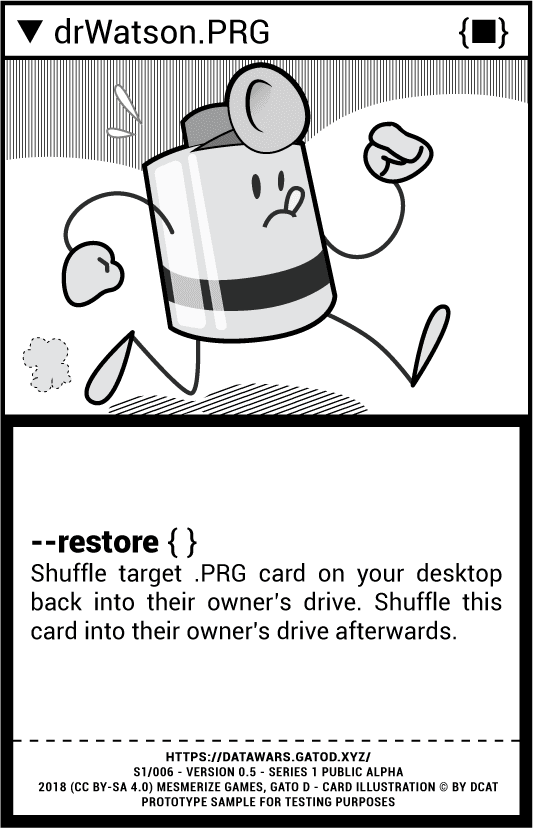 ▼ drWatson.PRG {■}
--restore { }
Shuffle target .PRG card on your desktop
back into their owner's drive. Shuffle this
card into their owner's drive afterwards.
HTTPS://DATAWARS.GATOD.XYZ/
S1/006 - VERSION 0.5 - SERIES 1 PUBLIC ALPHA
2018 (CC BY-SA 4.0) MESMERIZE GAMES, GATO D - CARD ILLUSTRATION © BY DCAT
PROTOTYPE SAMPLE FOR TESTING PURPOSES